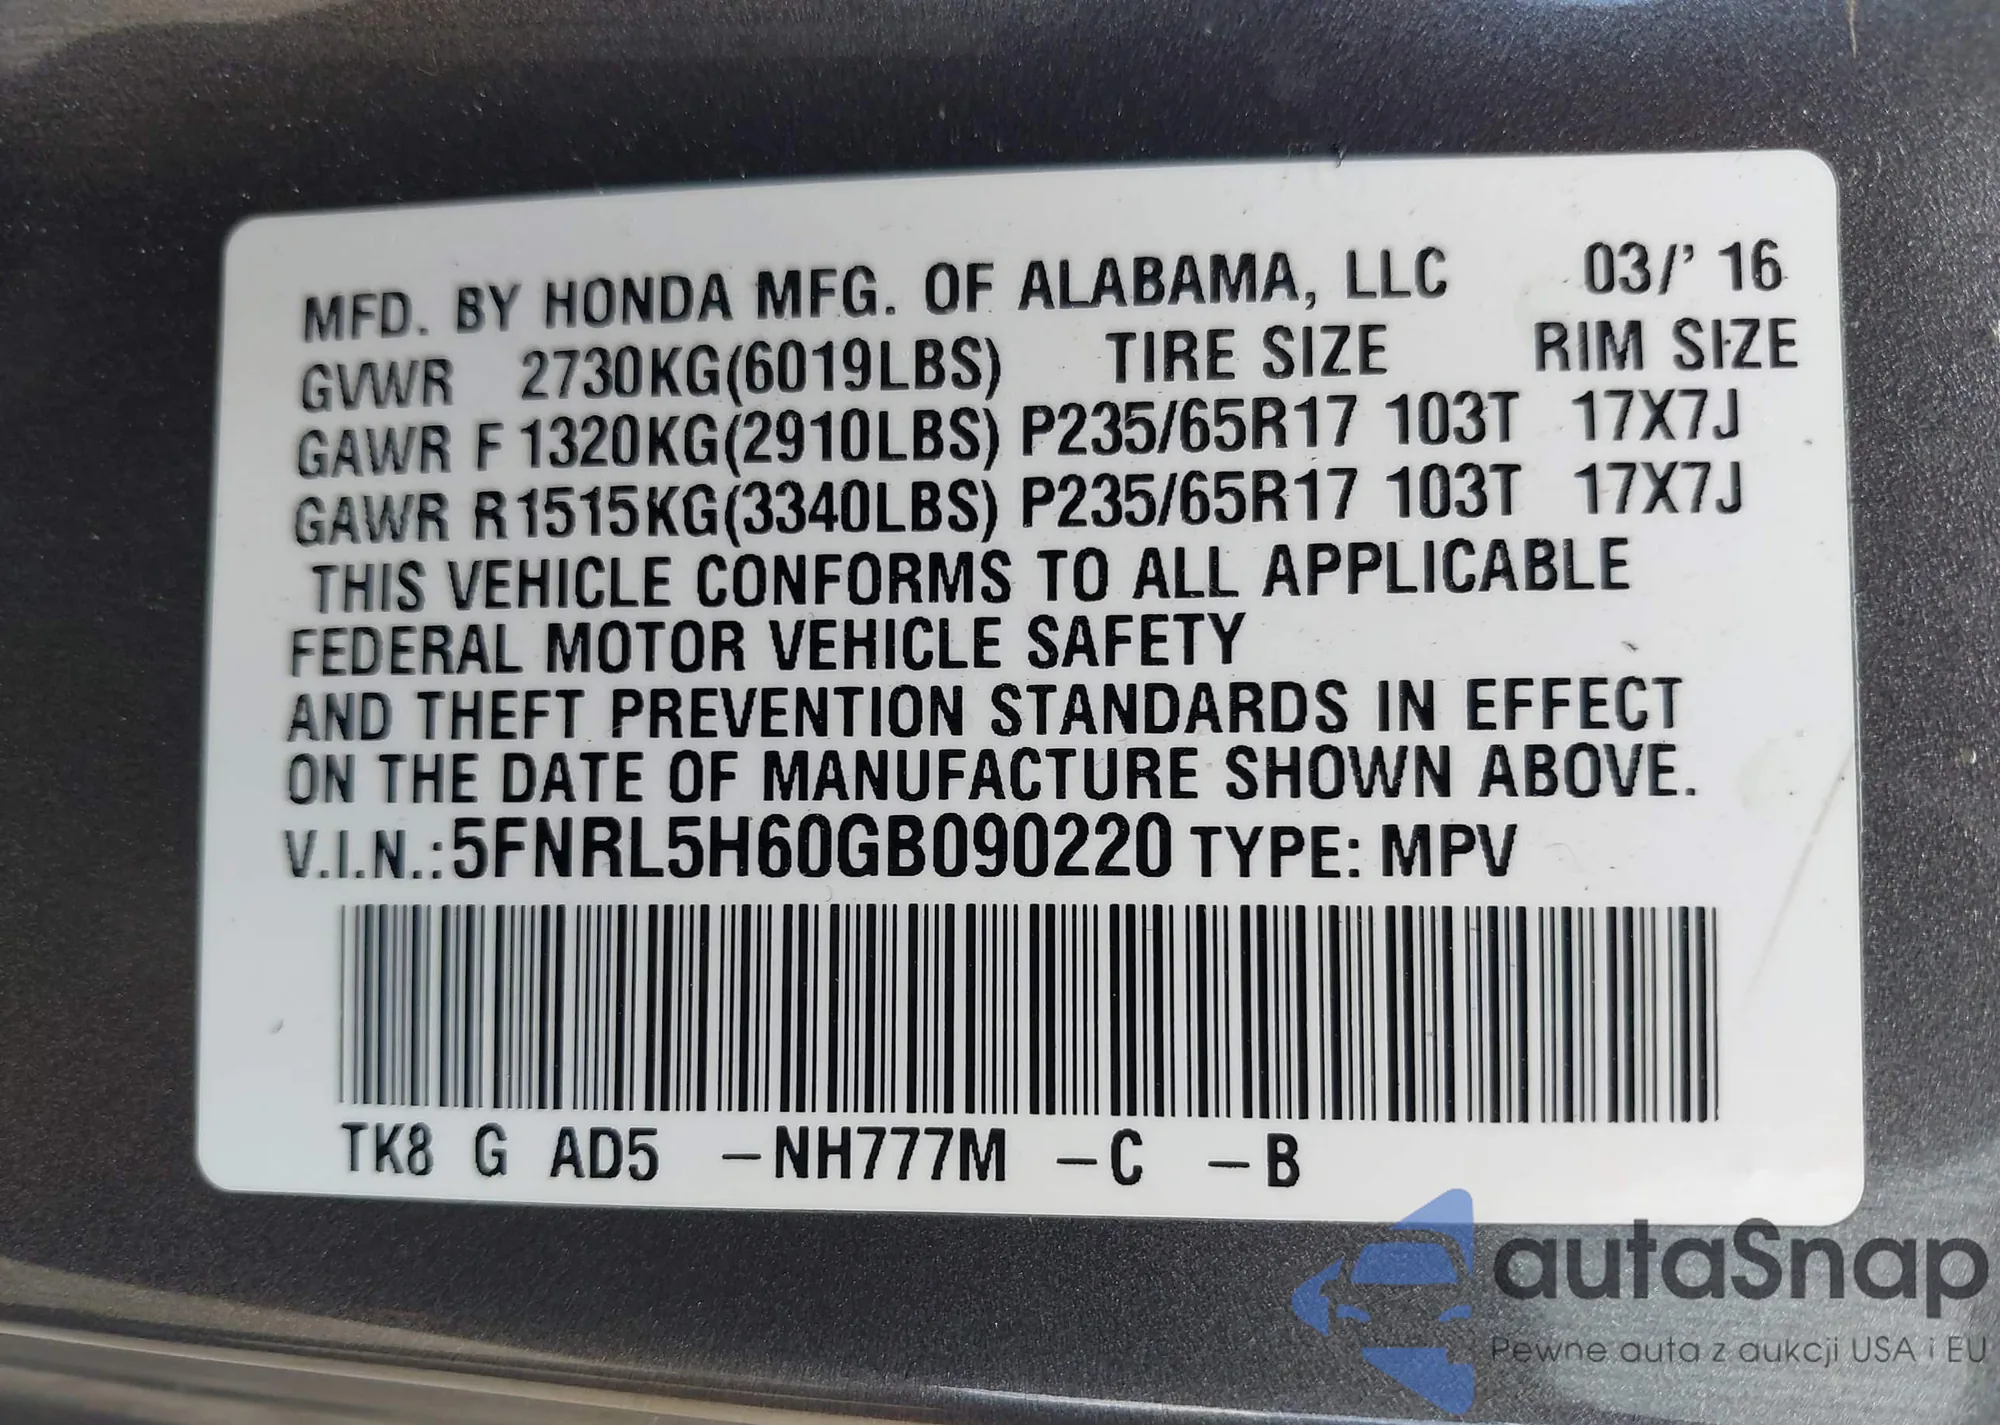 MFD. BY HONDA MFG. OF ALABAMA, LLC 03/' 16
GVWR 2730KG(6019LBS) TIRE SIZE RIM SIZE
GAWR F 1320KG(2910LBS) P235/65R17 103T 17X7J
GAWR R1515KG(3340LBS) P235/65R17 103T 17X7J
THIS VEHICLE CONFORMS TO ALL APPLICABLE
FEDERAL MOTOR VEHICLE SAFETY
AND THEFT PREVENTION STANDARDS IN EFFECT
ON THE DATE OF MANUFACTURE SHOWN ABOVE.
V.I.N.:5FNRL5H60GB090220 TYPE: MPV
TK8 G AD5 –NH777M –C –B
autaSnap
Pewne auta z aukcji USA i EU